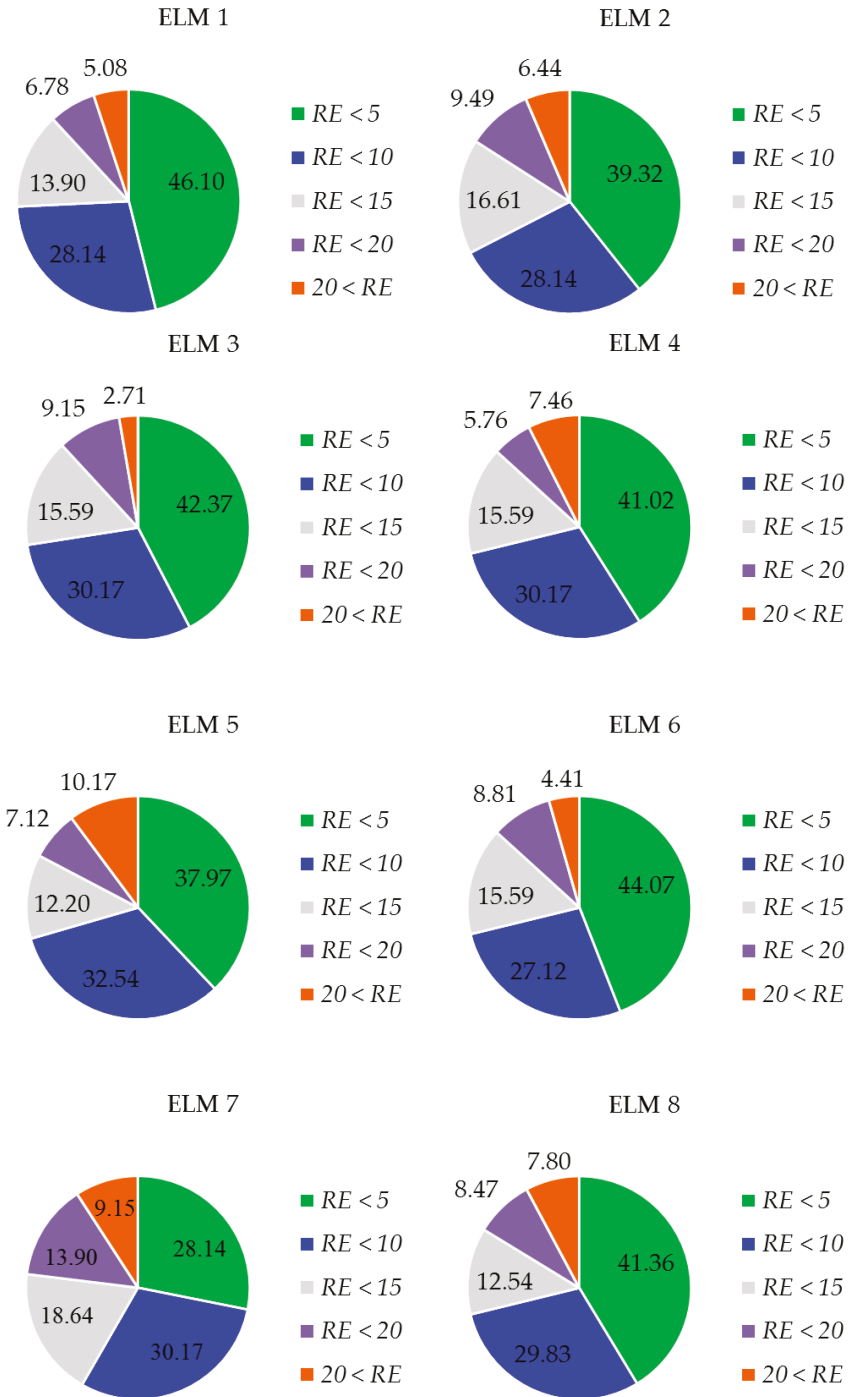 ELM 1
5.08
6.78
46.10
13.90
28.14
RE < 5
RE < 10
RE < 15
RE < 20
20 < RE
ELM 2
6.44
9.49
39.32
16.61
28.14
RE < 5
RE < 10
RE < 15
RE < 20
20 < RE
ELM 3
2.71
9.15
42.37
15.59
30.17
RE < 5
RE < 10
RE < 15
RE < 20
20 < RE
ELM 4
7.46
5.76
41.02
15.59
30.17
RE < 5
RE < 10
RE < 15
RE < 20
20 < RE
ELM 5
10.17
7.12
37.97
12.20
32.54
RE < 5
RE < 10
RE < 15
RE < 20
20 < RE
ELM 6
4.41
8.81
44.07
15.59
27.12
RE < 5
RE < 10
RE < 15
RE < 20
20 < RE
ELM 7
9.15
28.14
13.90
18.64
30.17
RE < 5
RE < 10
RE < 15
RE < 20
20 < RE
ELM 8
7.80
8.47
41.36
12.54
29.83
RE < 5
RE < 10
RE < 15
RE < 20
20 < RE